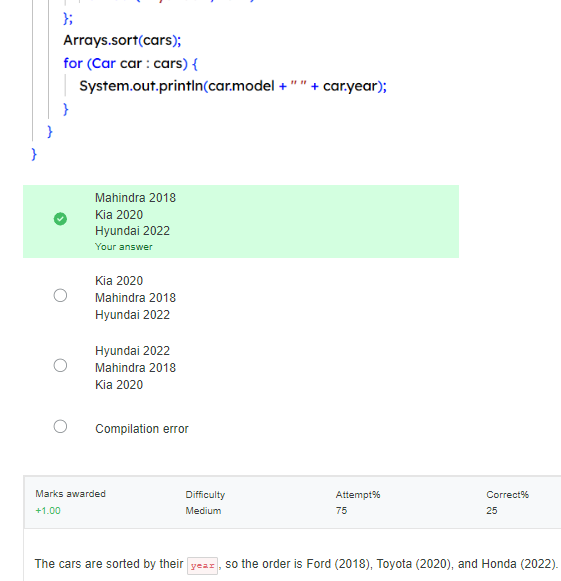 };
Arrays.sort(cars);
for (Car car : cars) {
System.out.println(car.model + " " + car.year);
}
}
}
Mahindra 2018
Kia 2020
Hyundai 2022
Your answer
Kia 2020
Mahindra 2018
Hyundai 2022
Hyundai 2022
Mahindra 2018
Kia 2020
Compilation error
Marks awarded Difficulty Attempt% Correct%
+1.00 Medium 75 25
The cars are sorted by their year, so the order is Ford (2018), Toyota (2020), and Honda (2022).